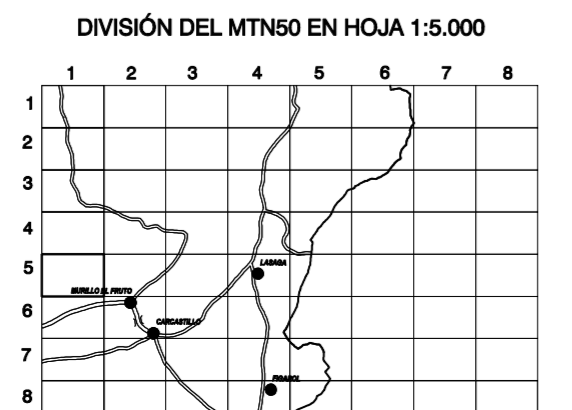 DIVISIÓN DEL MTN50 EN HOJA 1:5.000
1 2 3 4 5 6 7 8
1
2
3
4
LASAGA
5
MURILLO EL FRUTO
6
CARCASTILLO
7
FIGAROL
8